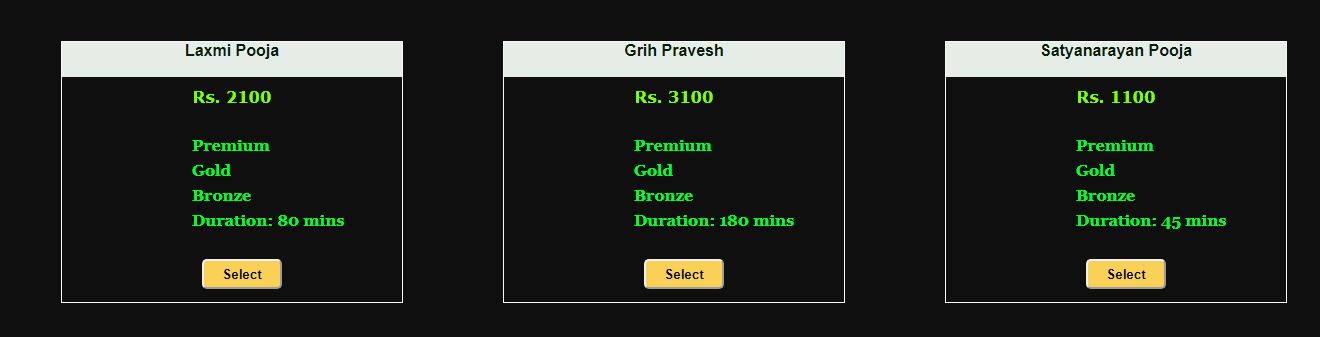 Laxmi Pooja
Rs. 2100
Premium
Gold
Bronze
Duration: 80 mins
Select
Grih Pravesh
Rs. 3100
Premium
Gold
Bronze
Duration: 180 mins
Select
Satyanarayan Pooja
Rs. 1100
Premium
Gold
Bronze
Duration: 45 mins
Select